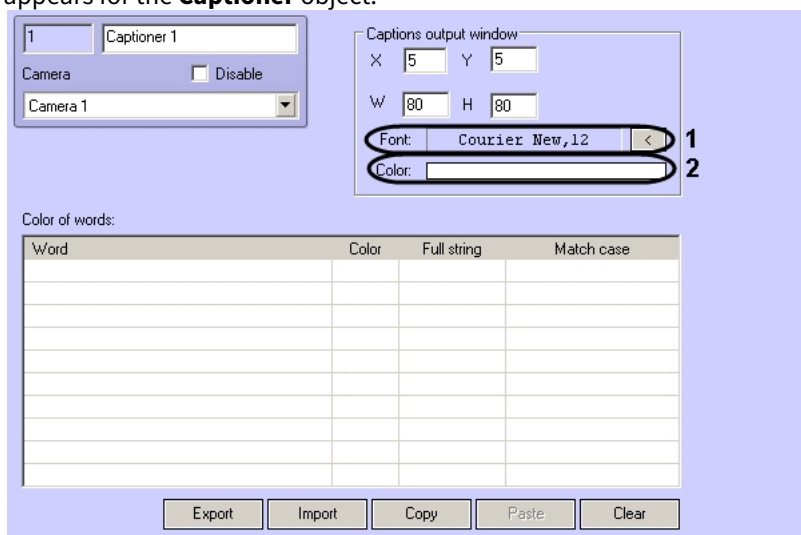 appears for the Captioner object.
1 Captioner 1
Camera Disable
Camera 1
Captions output window
X 5 Y 5
W 80 H 80
Font: Courier New,12 < 1
Color: 2
Color of words:
Word Color Full string Match case
Export Import Copy Paste Clear